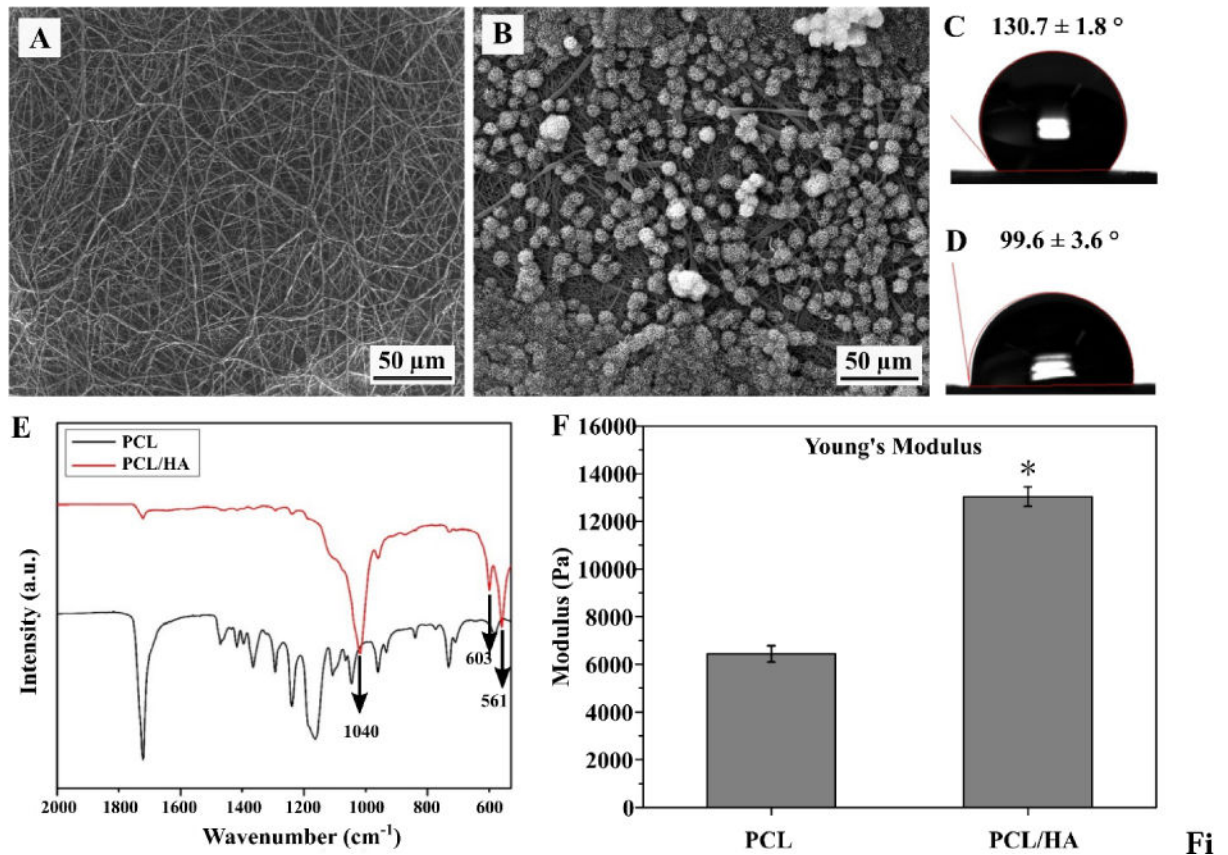 A
50 µm
B
50 µm
C 130.7 ± 1.8 °
D 99.6 ± 3.6 °
E
PCL
PCL/HA
603
561
1040
Intensity (a.u.)
2000 1800 1600 1400 1200 1000 800 600
Wavenumber (cm⁻¹)
F
Young's Modulus
*
16000
14000
12000
10000
8000
6000
4000
2000
0
Modulus (Pa)
PCL PCL/HA
Fi